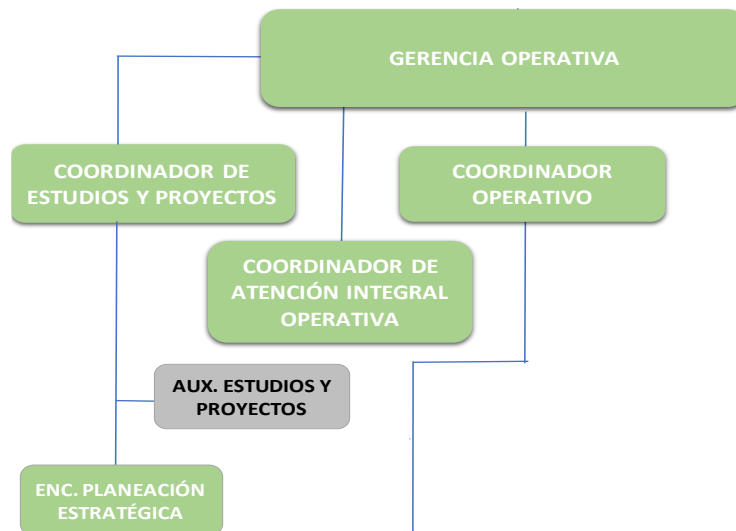 GERENCIA OPERATIVA
COORDINADOR DE
ESTUDIOS Y PROYECTOS
COORDINADOR
OPERATIVO
COORDINADOR DE
ATENCIÓN INTEGRAL
OPERATIVA
AUX. ESTUDIOS Y
PROYECTOS
ENC. PLANEACIÓN
ESTRATÉGICA